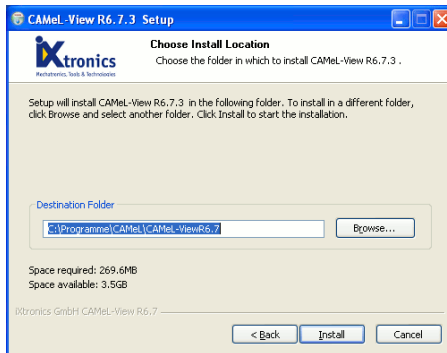 CAMeL-View R6.7.3 Setup
iXtronics
Mechatronics, Tools & Technologies
Choose Install Location
Choose the folder in which to install CAMeL-View R6.7.3 .
Setup will install CAMeL-View R6.7.3 in the following folder. To install in a different folder,
click Browse and select another folder. Click Install to start the installation.
Destination Folder
C:\Programme\CAMeL\CAMeL-ViewR6.7
Browse...
Space required: 269.6MB
Space available: 3.5GB
iXtronics GmbH CAMeL-View R6.7
< Back
Install
Cancel